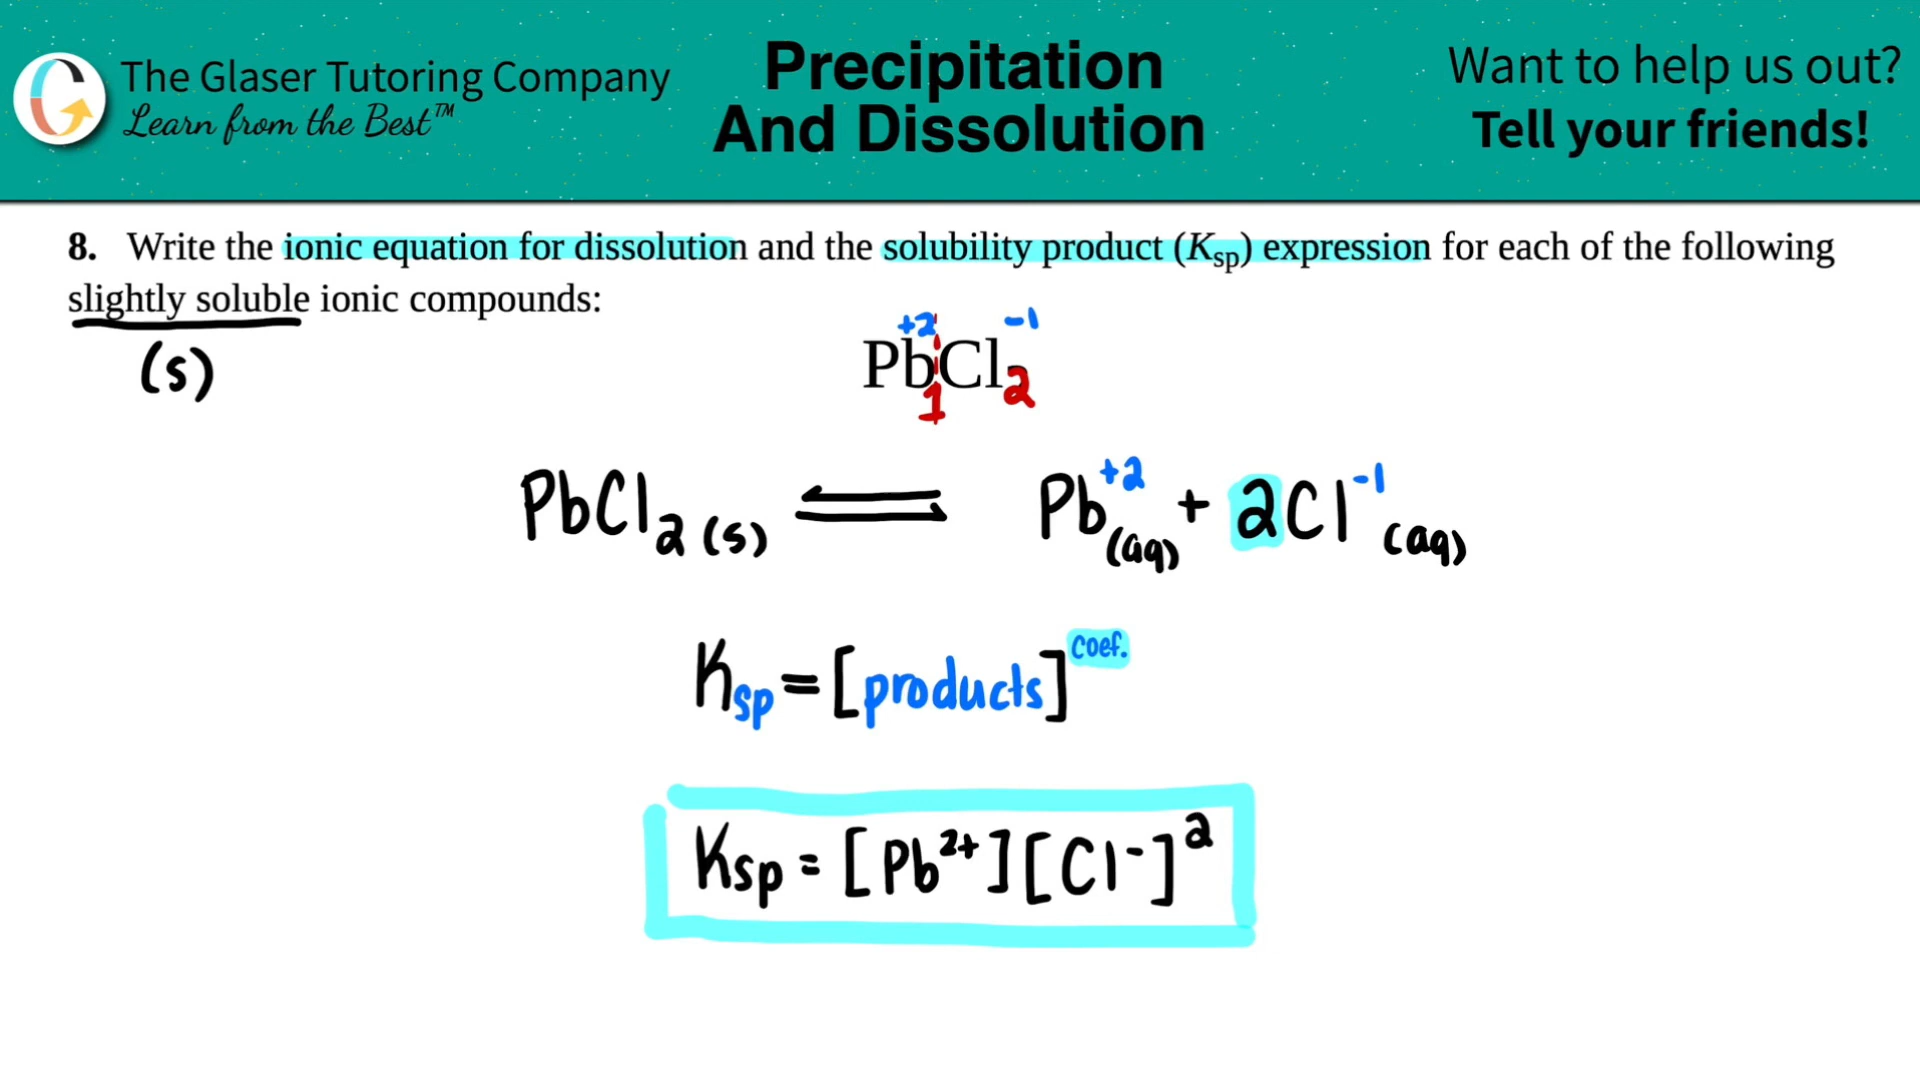 The Glaser Tutoring Company
Learn from the Best™
Precipitation
And Dissolution
Want to help us out?
Tell your friends!
8. Write the ionic equation for dissolution and the solubility product (Ksp) expression for each of the following
slightly soluble ionic compounds:
(s)
+2 -1
PbCl2
1 2
PbCl2 (s) ⇌ Pb+2 (aq) + 2Cl-1 (aq)
Ksp = [products]coef.
Ksp = [Pb2+][Cl-]2